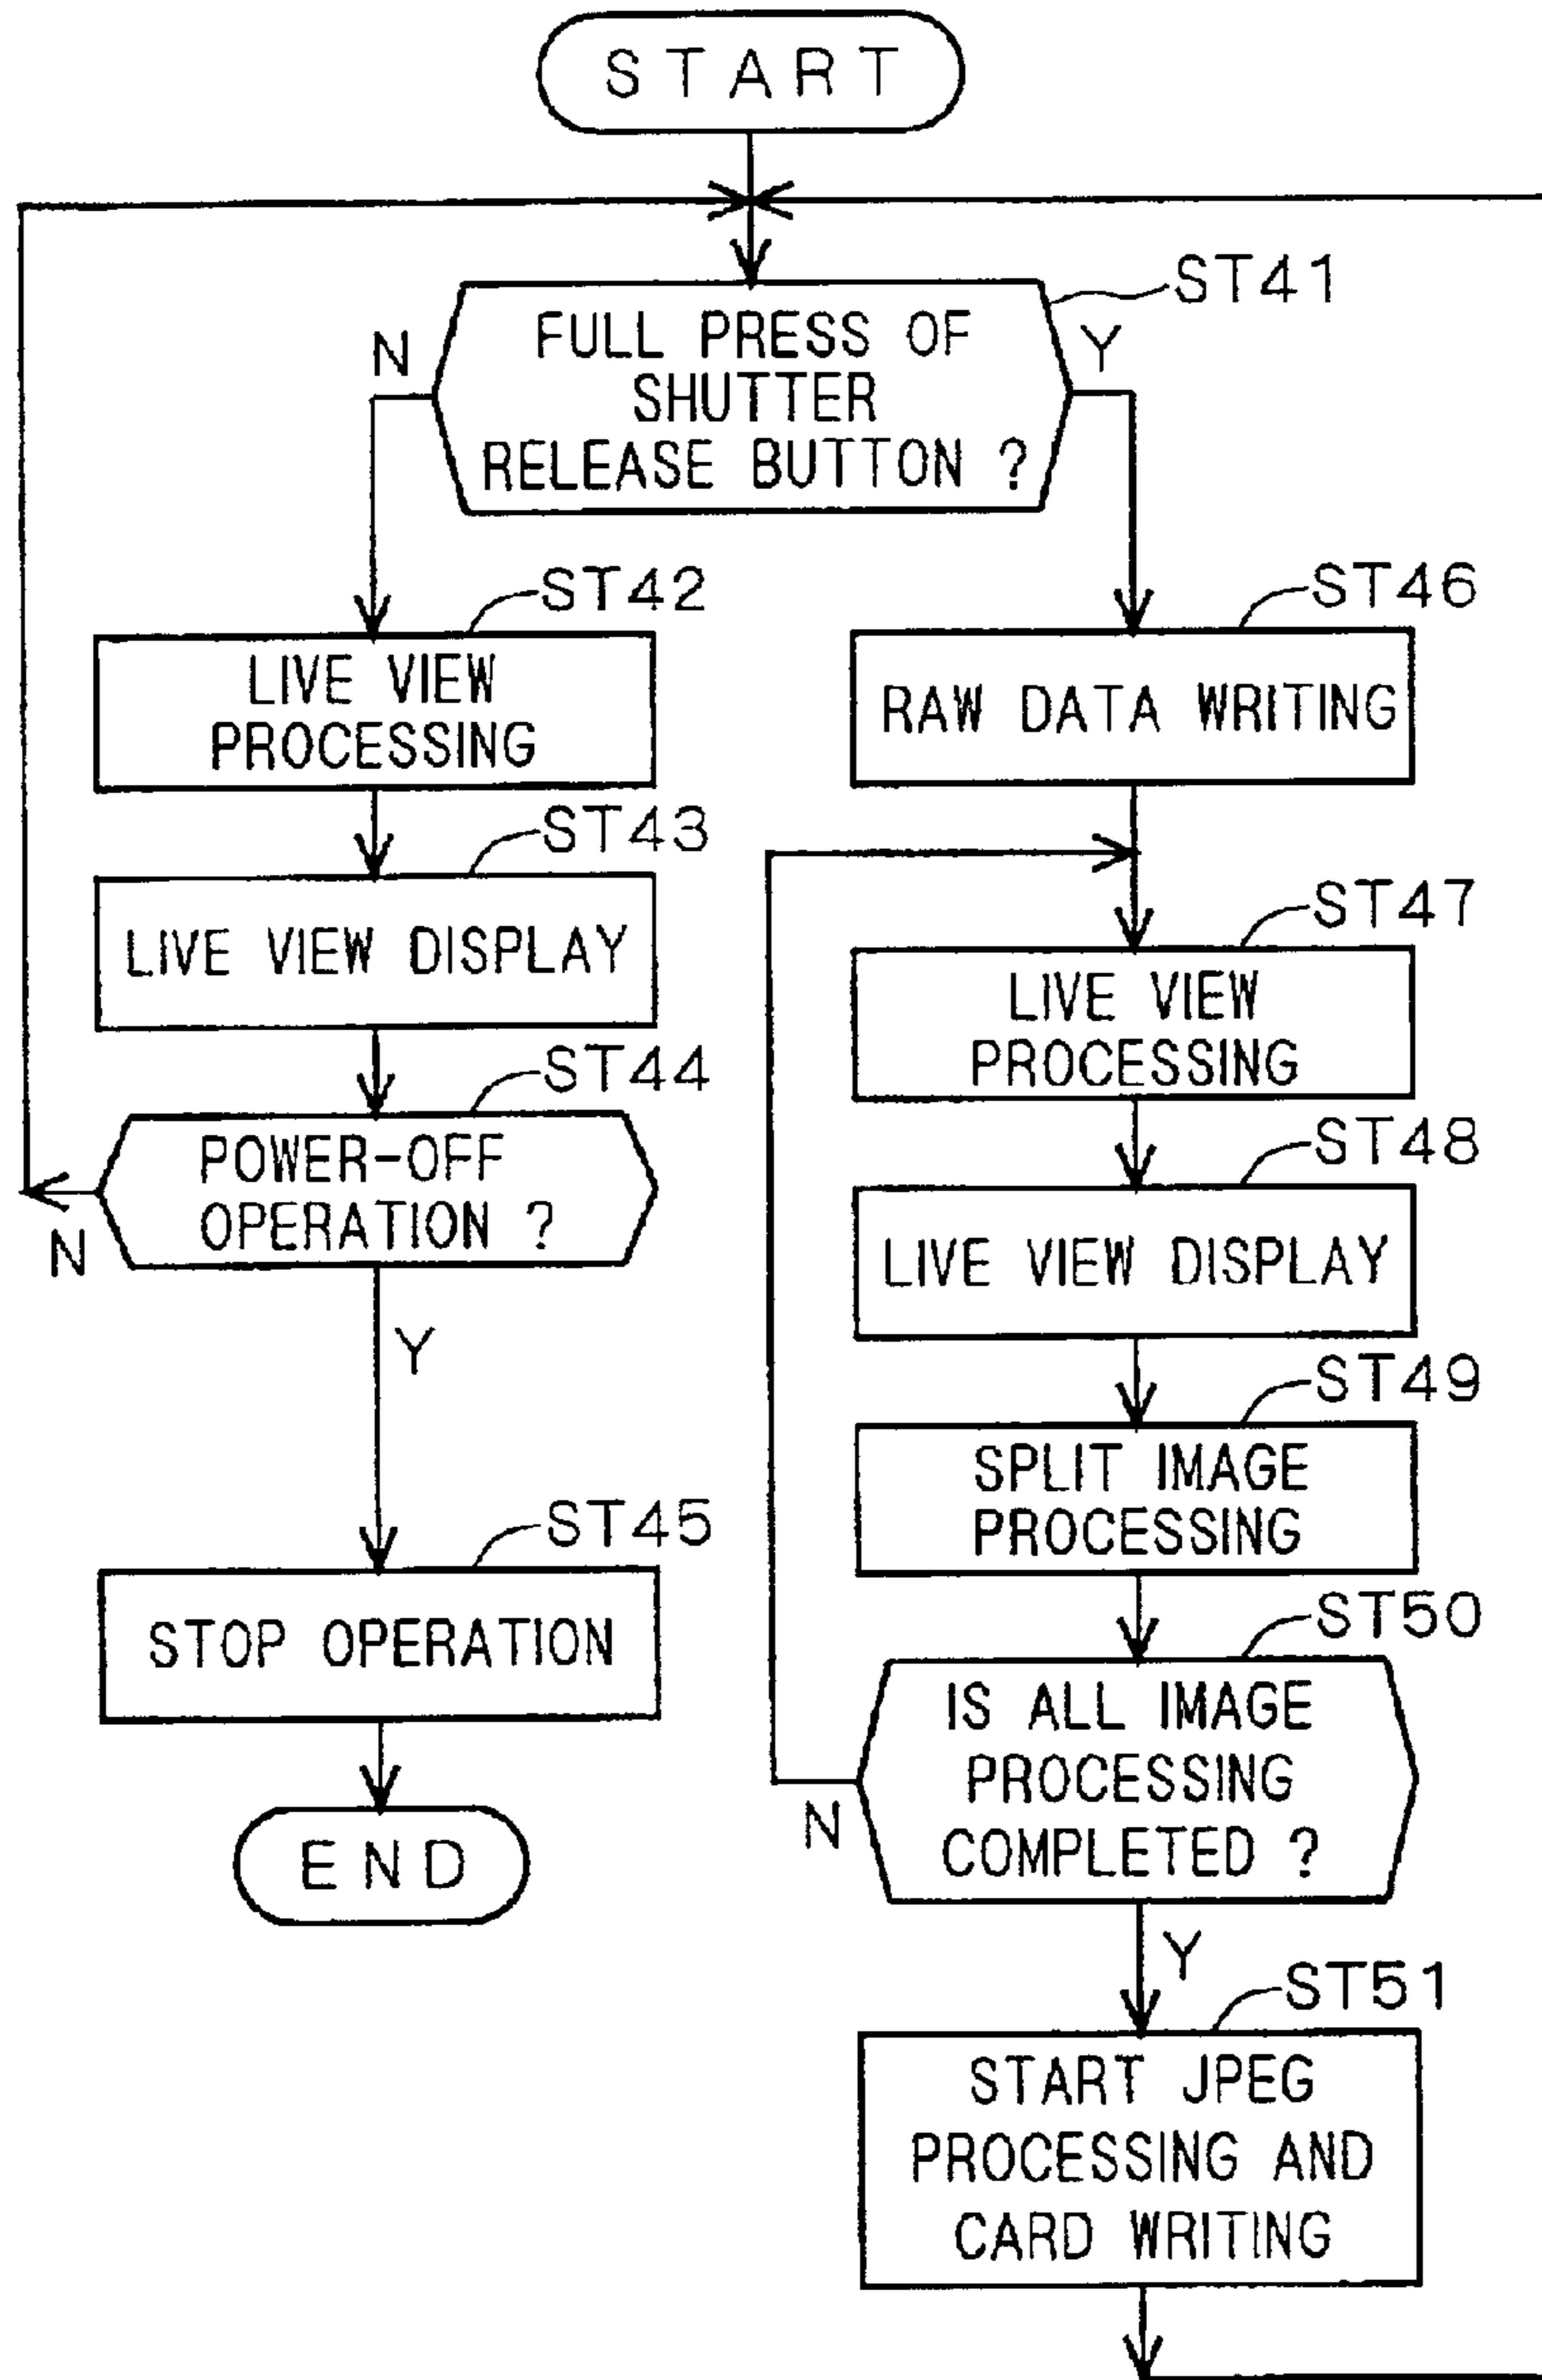 START
ST41
FULL PRESS OF
SHUTTER
RELEASE BUTTON ?
N
Y
ST42
LIVE VIEW
PROCESSING
ST43
LIVE VIEW DISPLAY
ST44
POWER-OFF
OPERATION ?
N
Y
ST45
STOP OPERATION
END
ST46
RAW DATA WRITING
ST47
LIVE VIEW
PROCESSING
ST48
LIVE VIEW DISPLAY
ST49
SPLIT IMAGE
PROCESSING
ST50
IS ALL IMAGE
PROCESSING
COMPLETED ?
N
Y
ST51
START JPEG
PROCESSING AND
CARD WRITING